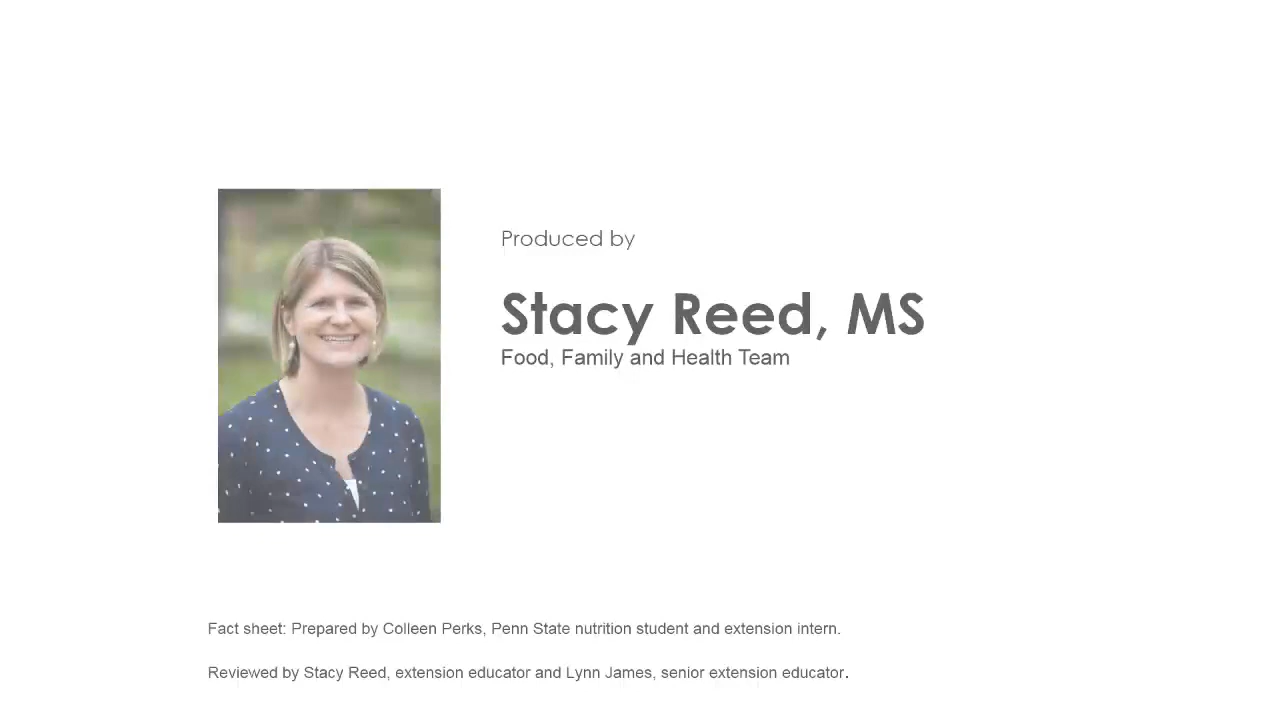 Produced by
Stacy Reed, MS
Food, Family and Health Team
Fact sheet: Prepared by Colleen Perks, Penn State nutrition student and extension intern.
Reviewed by Stacy Reed, extension educator and Lynn James, senior extension educator.